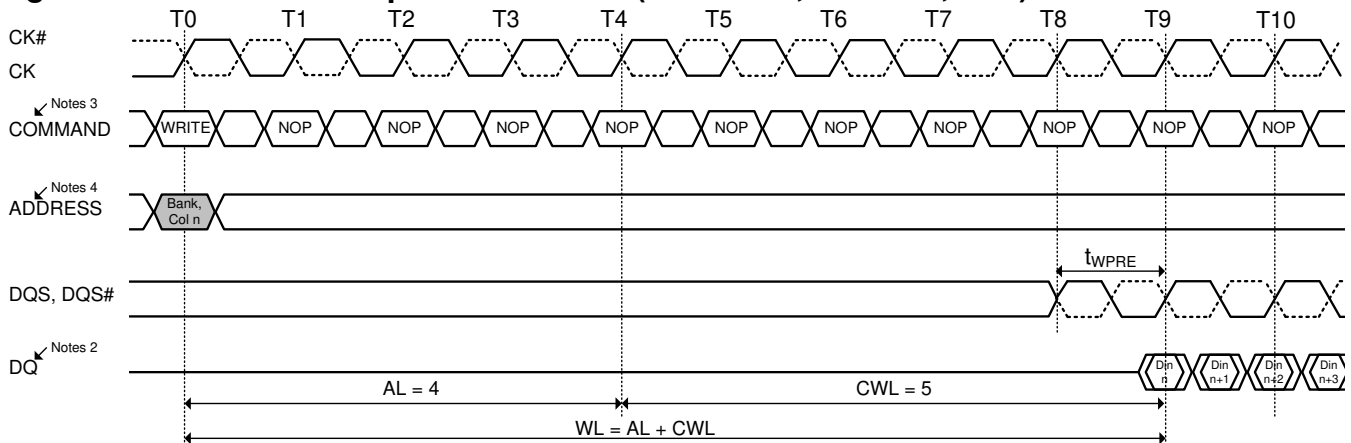 T0 T1 T2 T3 T4 T5 T6 T7 T8 T9 T10
CK#
CK
Notes 3
COMMAND
WRITE NOP NOP NOP NOP NOP NOP NOP NOP NOP NOP
Notes 4
ADDRESS
Bank,
Col n
tWPRE
DQS, DQS#
Notes 2
DQ
Din n Din n+1 Din n+2 Din n+3
AL = 4 CWL = 5
WL = AL + CWL